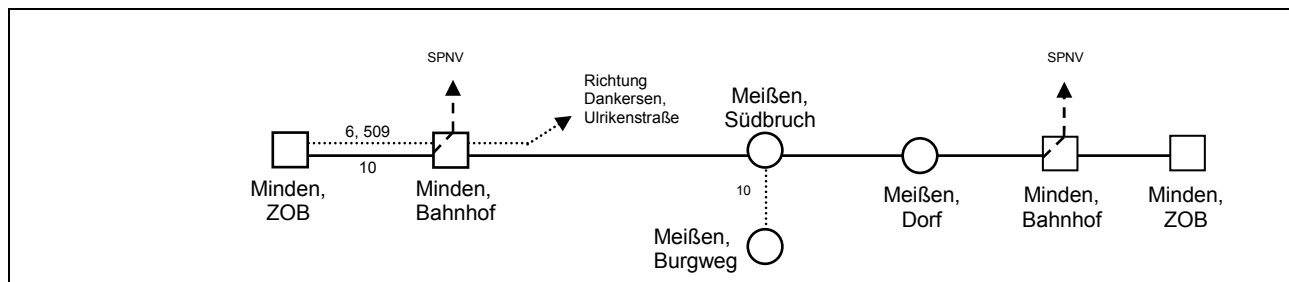 SPNV
SPNV
Richtung
Dankersen,
Ulrikenstraße
Meißen,
Südbruch
6, 509
10
Minden,
ZOB
Minden,
Bahnhof
10
Meißen,
Dorf
Minden,
Bahnhof
Minden,
ZOB
Meißen,
Burgweg